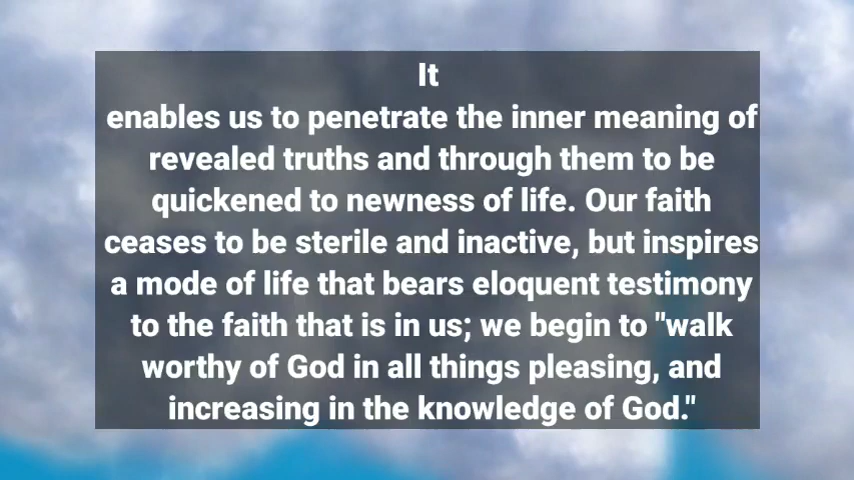 It
enables us to penetrate the inner meaning of
revealed truths and through them to be
quickened to newness of life. Our faith
ceases to be sterile and inactive, but inspires
a mode of life that bears eloquent testimony
to the faith that is in us; we begin to "walk
worthy of God in all things pleasing, and
increasing in the knowledge of God."